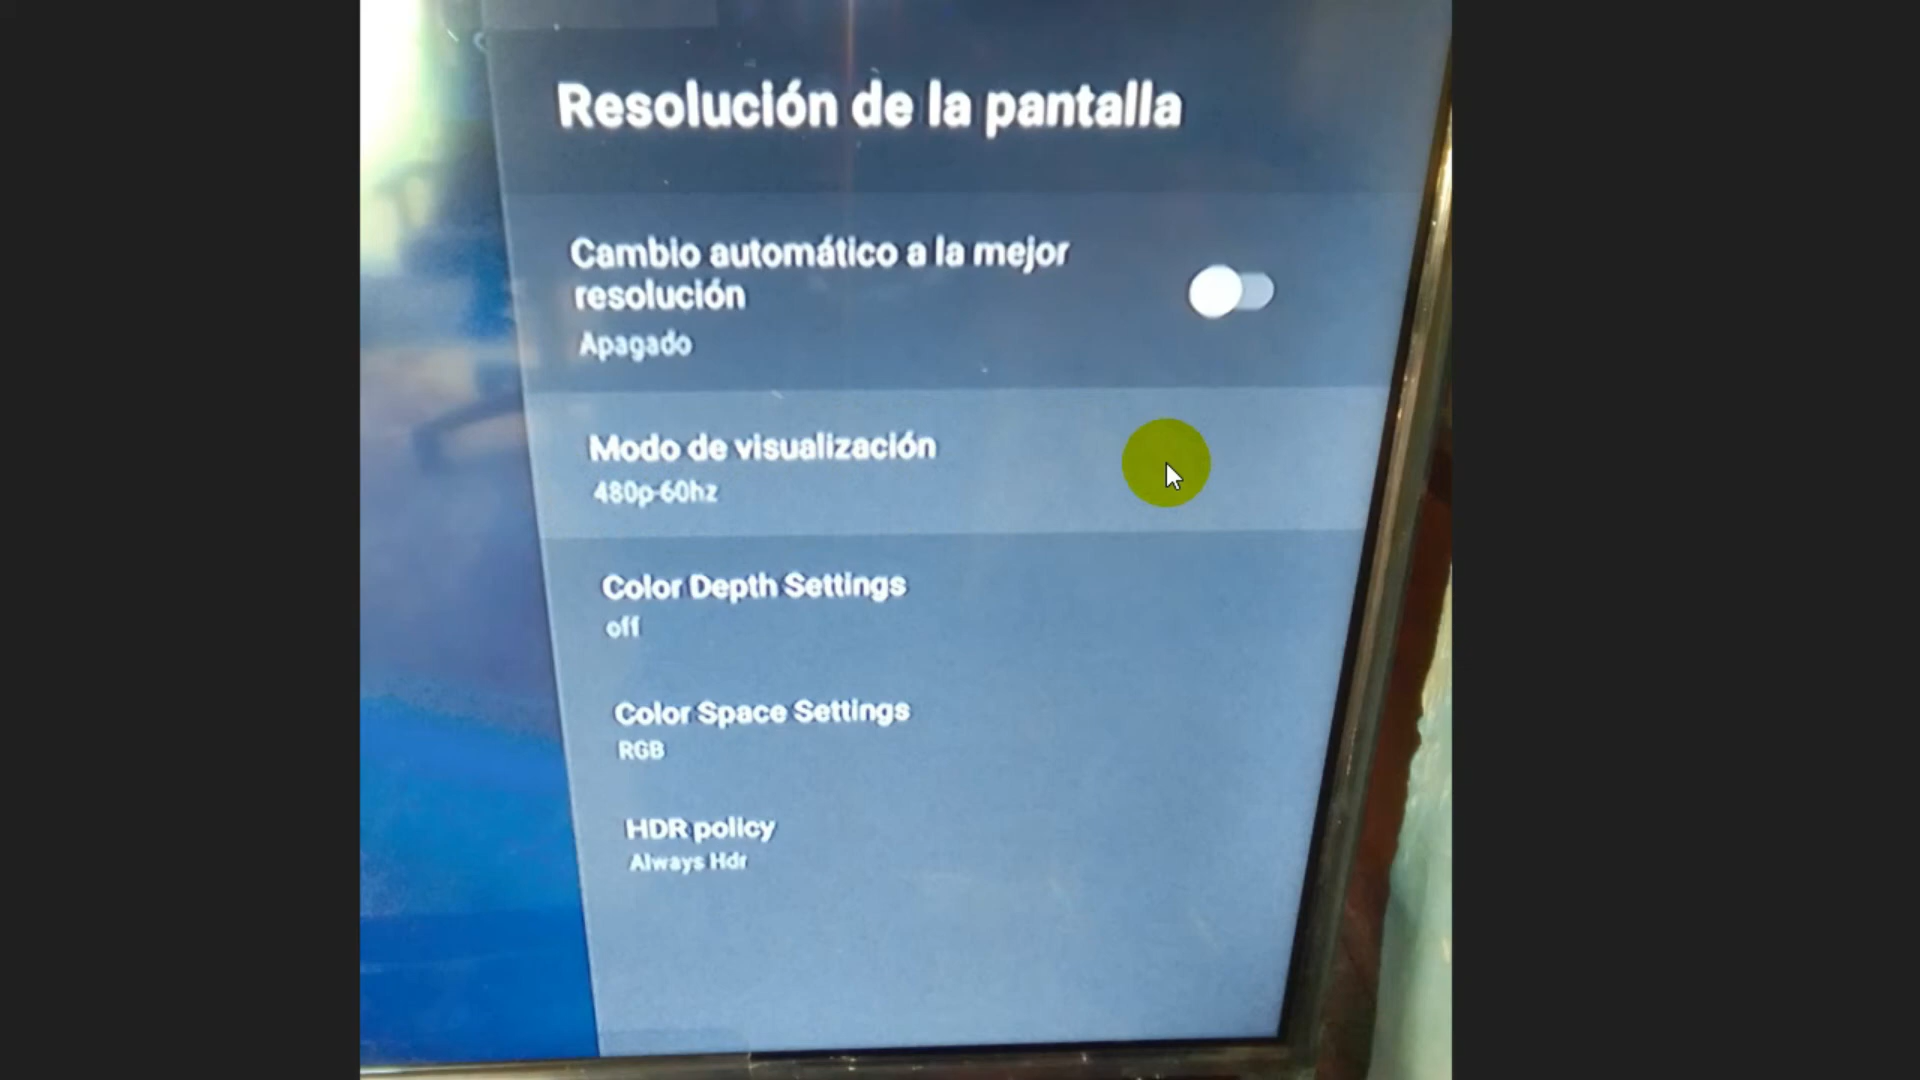 Resolución de la pantalla
Cambio automático a la mejor
resolución
Apagado
Modo de visualización
480p-60hz
Color Depth Settings
off
Color Space Settings
RGB
HDR policy
Always Hdr